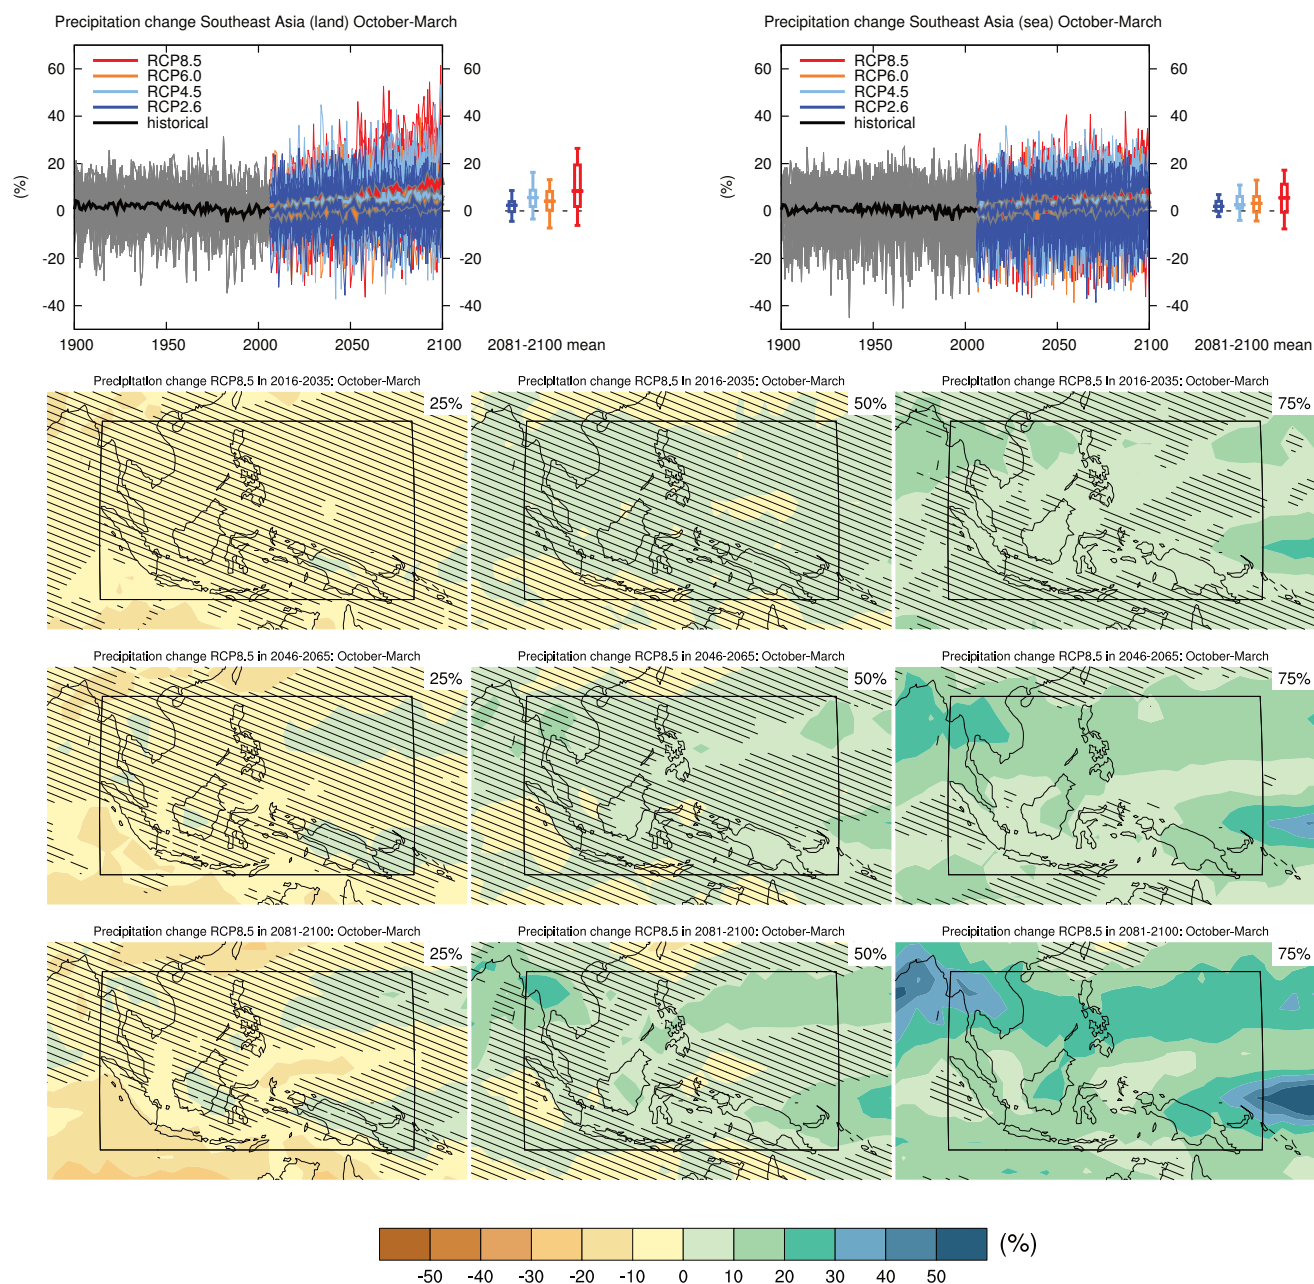 Precipitation change Southeast Asia (land) October-March
Precipitation change Southeast Asia (sea) October-March
(%)
60
40
20
0
-20
-40
RCP8.5
RCP6.0
RCP4.5
RCP2.6
historical
60
40
20
0
-20
-40
1900
1950
2000
2050
2100
2081-2100 mean
(%)
60
40
20
0
-20
-40
RCP8.5
RCP6.0
RCP4.5
RCP2.6
historical
60
40
20
0
-20
-40
1900
1950
2000
2050
2100
2081-2100 mean
Precipitation change RCP8.5 in 2016-2035: October-March
25%
Precipitation change RCP8.5 in 2016-2035: October-March
50%
Precipitation change RCP8.5 in 2016-2035: October-March
75%
Precipitation change RCP8.5 in 2046-2065: October-March
25%
Precipitation change RCP8.5 in 2046-2065: October-March
50%
Precipitation change RCP8.5 in 2046-2065: October-March
75%
Precipitation change RCP8.5 in 2081-2100: October-March
25%
Precipitation change RCP8.5 in 2081-2100: October-March
50%
Precipitation change RCP8.5 in 2081-2100: October-March
75%
-50 -40 -30 -20 -10 0 10 20 30 40 50
(%)